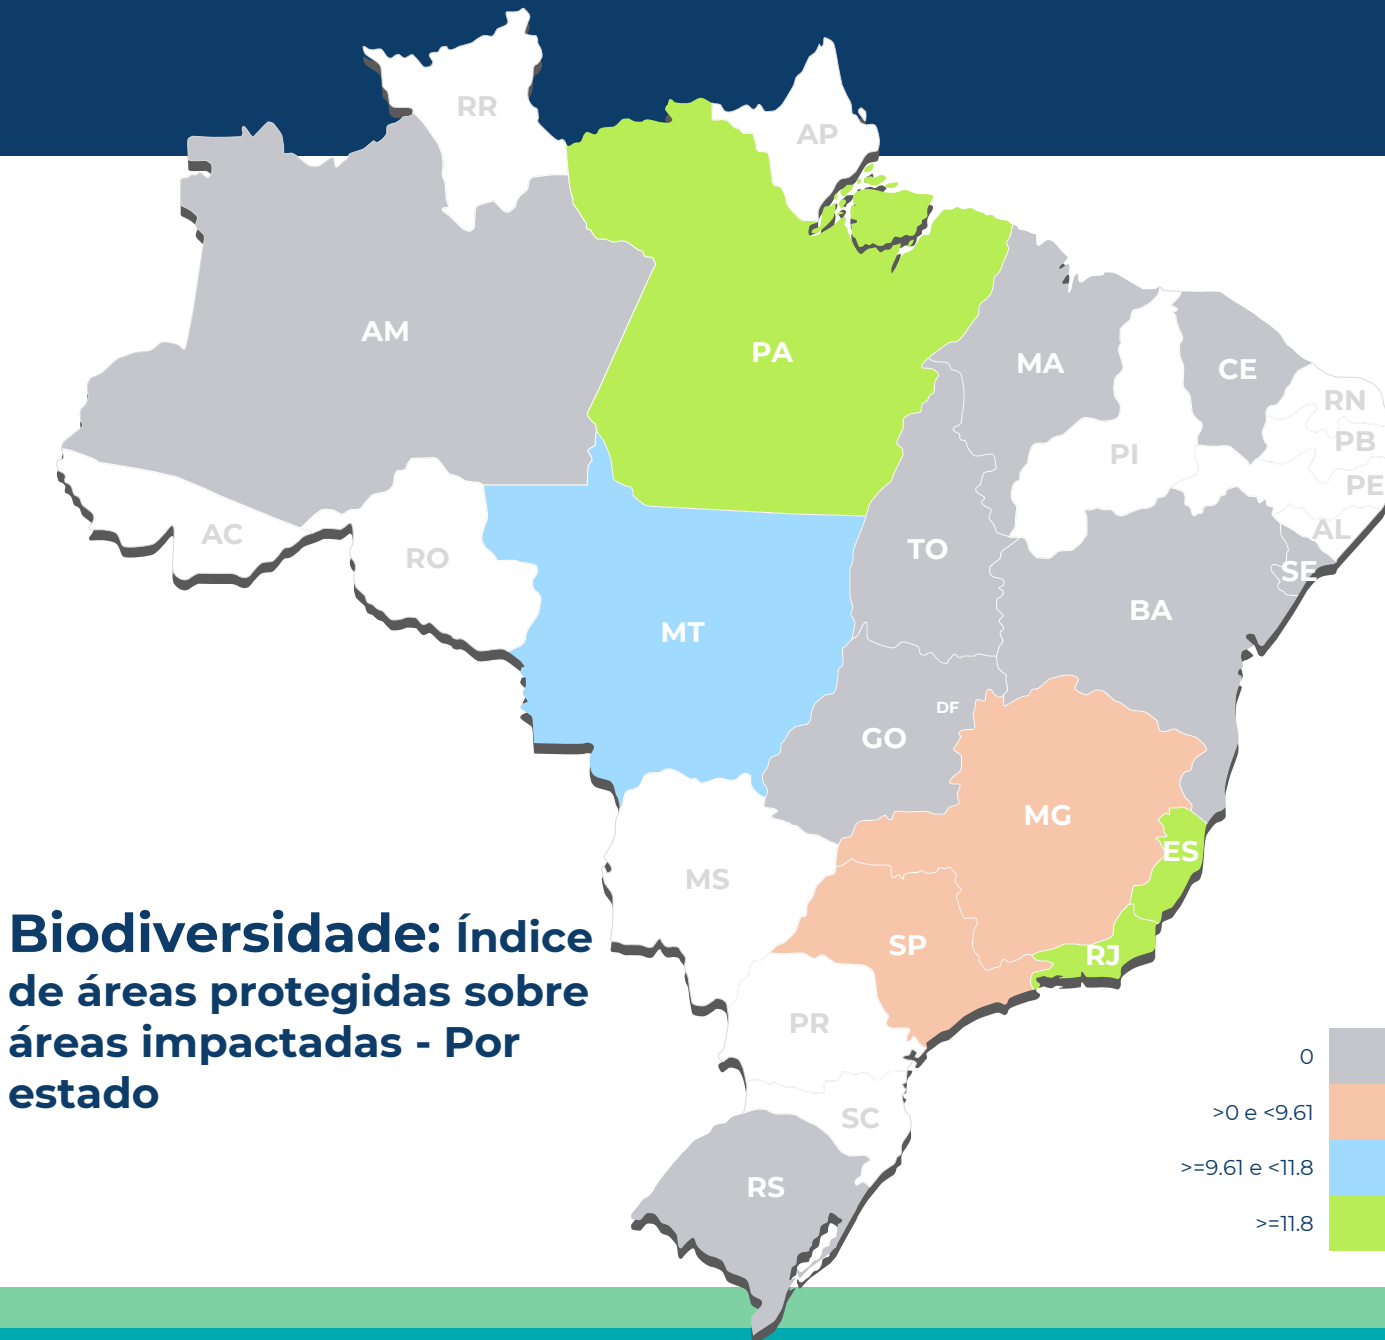 RR
AP
AM
PA
MA
CE
RN
PB
PI
PE
AL
AC
RO
TO
SE
BA
MT
DF
GO
MG
ES
MS
SP
RJ
Biodiversidade: Índice
de áreas protegidas sobre
áreas impactadas - Por
estado
PR
SC
RS
0
>0 e <9.61
>=9.61 e <11.8
>=11.8